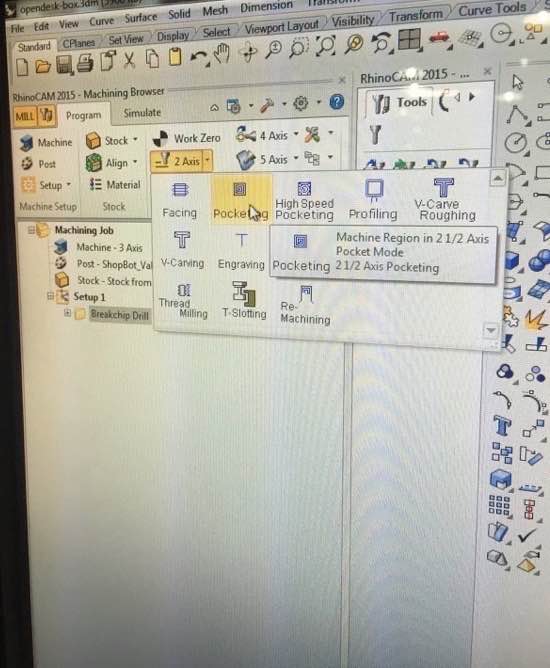 opendesk-box.3dm
File Edit View Curve Surface Solid Mesh Dimension Transform
Standard CPlanes Set View Display Select Viewport Layout Visibility Transform Curve Tools
RhinoCAM 2015 - Machining Browser
RhinoCAM 2015 - ...
MILL Program Simulate
Tools
Machine Stock Work Zero 4 Axis
Post Align 2 Axis 5 Axis
Setup Material
Machine Setup Stock
Facing Pocketing High Speed Pocketing Profiling V-Carve Roughing
V-Carving Engraving Pocketing
Machine Region in 2 1/2 Axis
Pocket Mode
2 1/2 Axis Pocketing
Thread Milling T-Slotting Re-Machining
Machining Job
Machine - 3 Axis
Post - ShopBot_Val
Stock - Stock from
Setup 1
Breakchip Drill